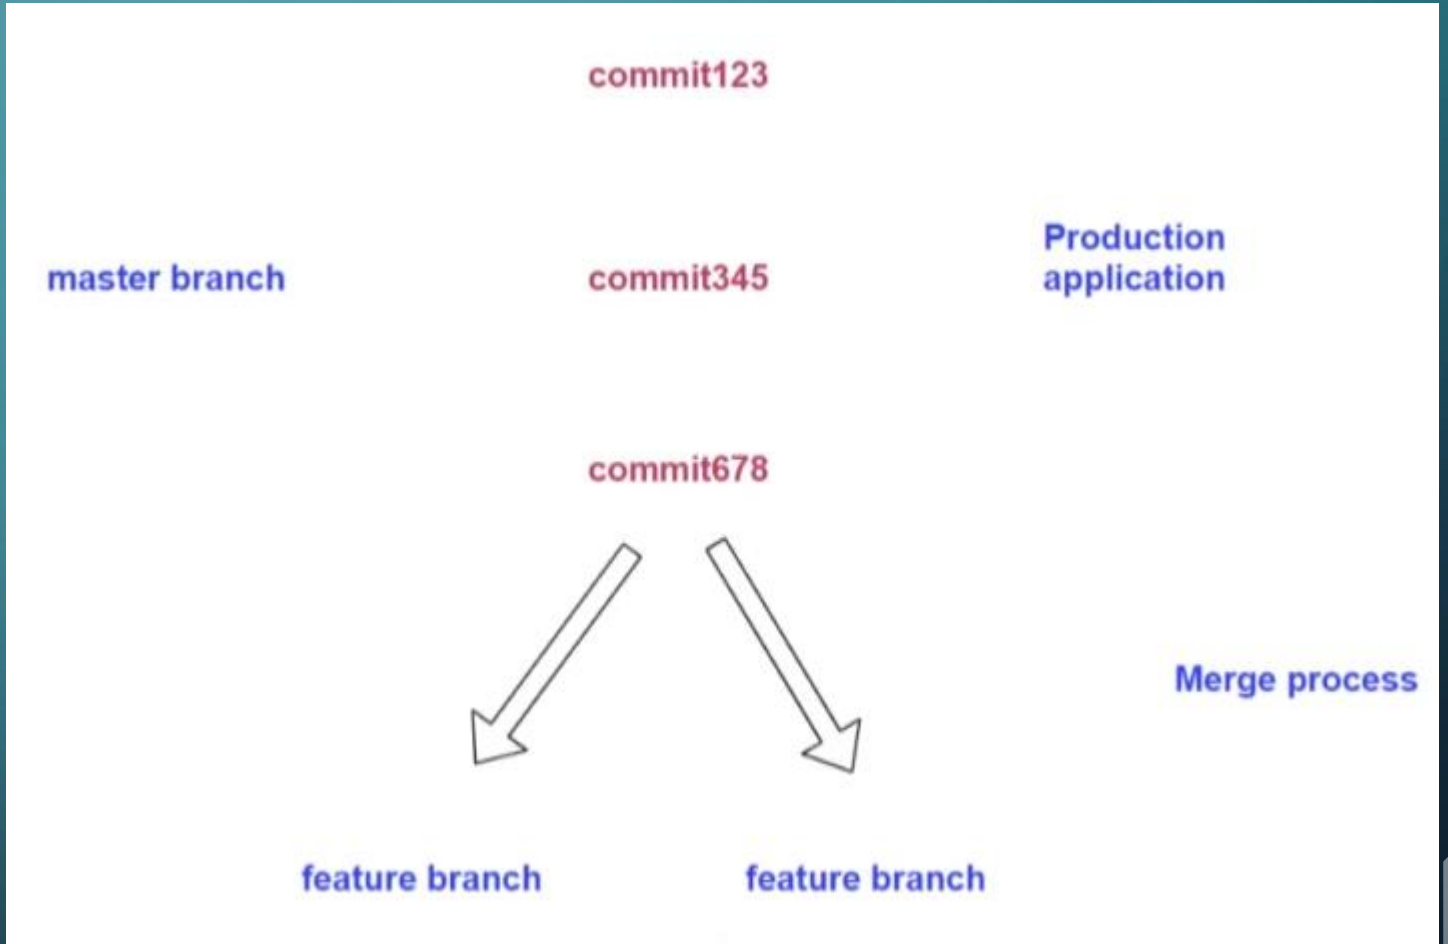 commit123
master branch
commit345
Production
application
commit678
Merge process
feature branch
feature branch